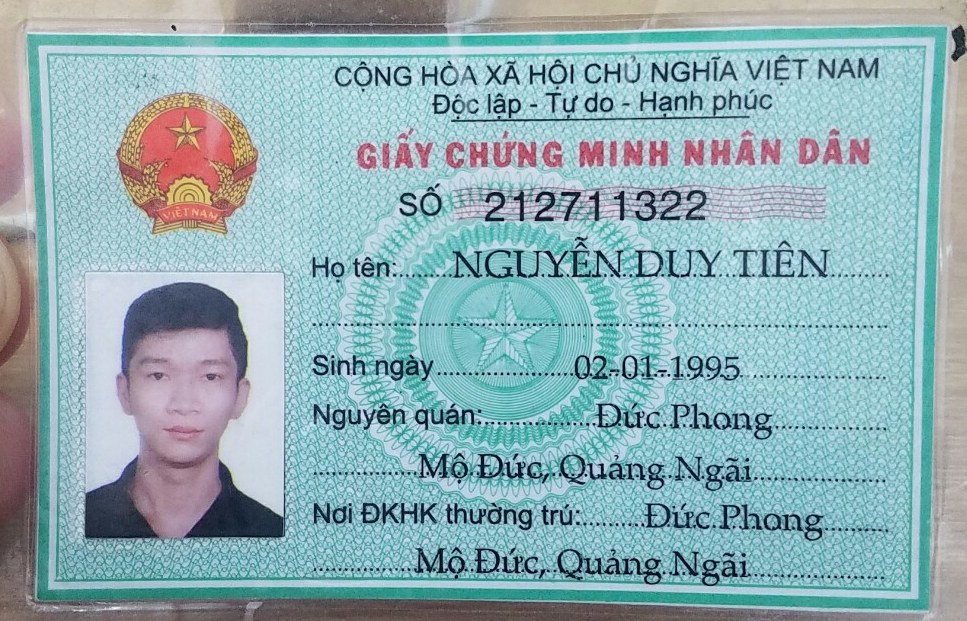 CỘNG HÒA XÃ HỘI CHỦ NGHĨA VIỆT NAM
Độc lập - Tự do - Hạnh phúc
GIẤY CHỨNG MINH NHÂN DÂN
SỐ 212711322
VIỆT NAM
Họ tên: NGUYỄN DUY TIÊN
Sinh ngày 02-01-1995
Nguyên quán: Đức Phong
Mộ Đức, Quảng Ngãi
Nơi ĐKHK thường trú: Đức Phong
Mộ Đức, Quảng Ngãi